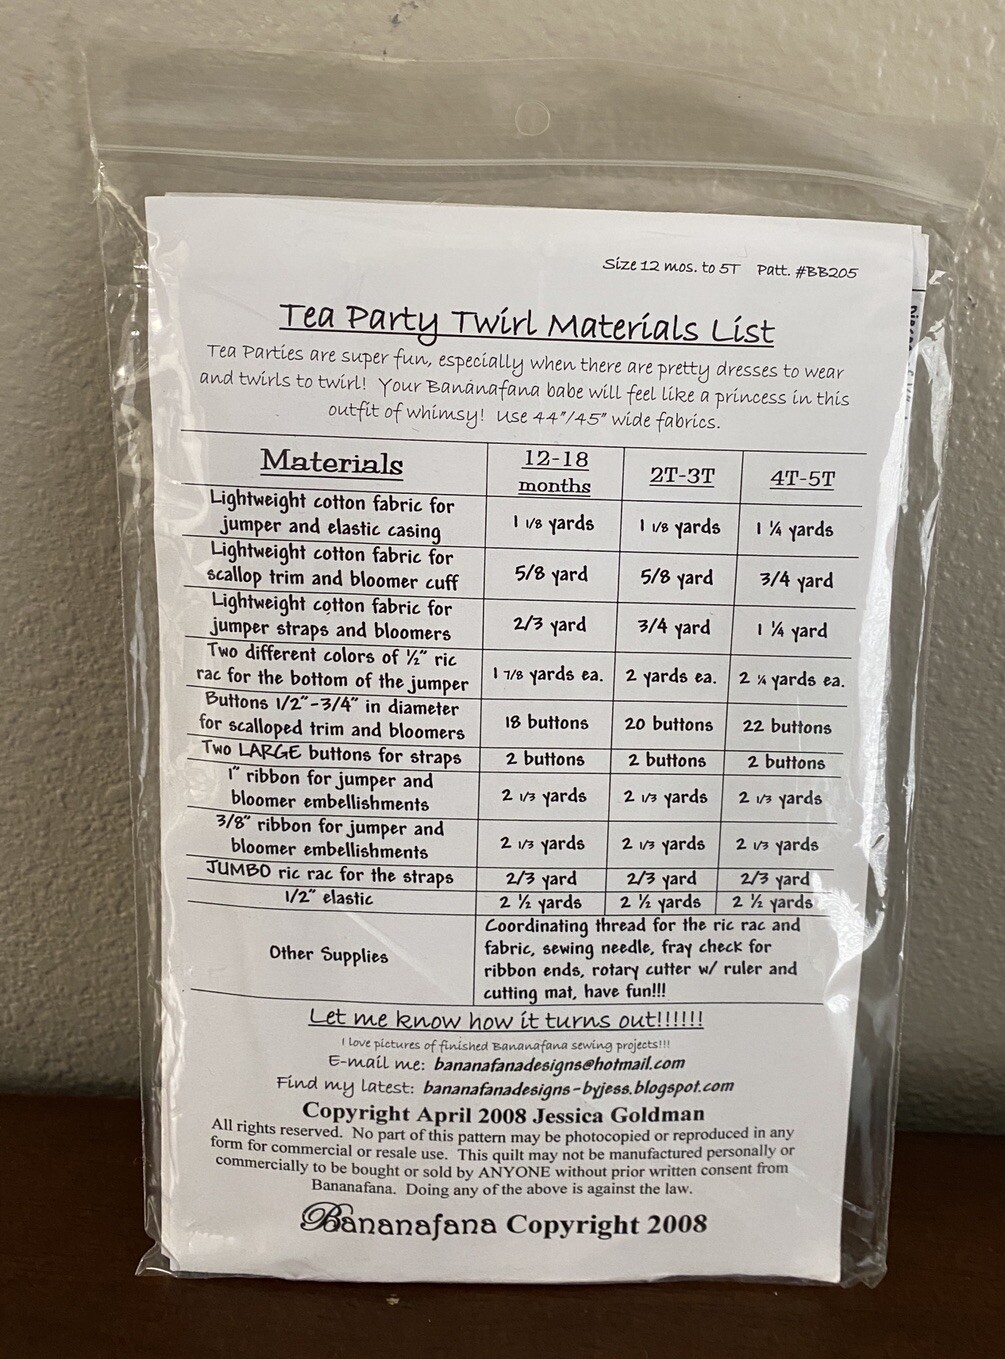 Size 12 mos. to 5T Patt. #BB205
Tea Party Twirl Materials List
Tea Parties are super fun, especially when there are pretty dresses to wear
and twirls to twirl! Your Bananafana babe will feel like a princess in this
outfit of whimsy! Use 44"/45" wide fabrics.
Materials 12-18 months 2T-3T 4T-5T
Lightweight cotton fabric for
jumper and elastic casing 1 1/8 yards 1 1/8 yards 1 ¼ yards
Lightweight cotton fabric for
scallop trim and bloomer cuff 5/8 yard 5/8 yard 3/4 yard
Lightweight cotton fabric for
jumper straps and bloomers 2/3 yard 3/4 yard 1 ¼ yard
Two different colors of ½" ric
rac for the bottom of the jumper 1 7/8 yards ea. 2 yards ea. 2 ¼ yards ea.
Buttons 1/2"-3/4" in diameter
for scalloped trim and bloomers 18 buttons 20 buttons 22 buttons
Two LARGE buttons for straps 2 buttons 2 buttons 2 buttons
1" ribbon for jumper and
bloomer embellishments 2 1/3 yards 2 1/3 yards 2 1/3 yards
3/8" ribbon for jumper and
bloomer embellishments 2 1/3 yards 2 1/3 yards 2 1/3 yards
JUMBO ric rac for the straps 2/3 yard 2/3 yard 2/3 yard
1/2" elastic 2 ½ yards 2 ½ yards 2 ½ yards
Other Supplies
Coordinating thread for the ric rac and
fabric, sewing needle, fray check for
ribbon ends, rotary cutter w/ ruler and
cutting mat, have fun!!!
Let me know how it turns out!!!!!!
I love pictures of finished Bananafana sewing projects!!!
E-mail me: bananafanadesigns@hotmail.com
Find my latest: bananafanadesigns-byjess.blogspot.com
Copyright April 2008 Jessica Goldman
All rights reserved. No part of this pattern may be photocopied or reproduced in any
form for commercial or resale use. This quilt may not be manufactured personally or
commercially to be bought or sold by ANYONE without prior written consent from
Bananafana. Doing any of the above is against the law.
Bananafana Copyright 2008